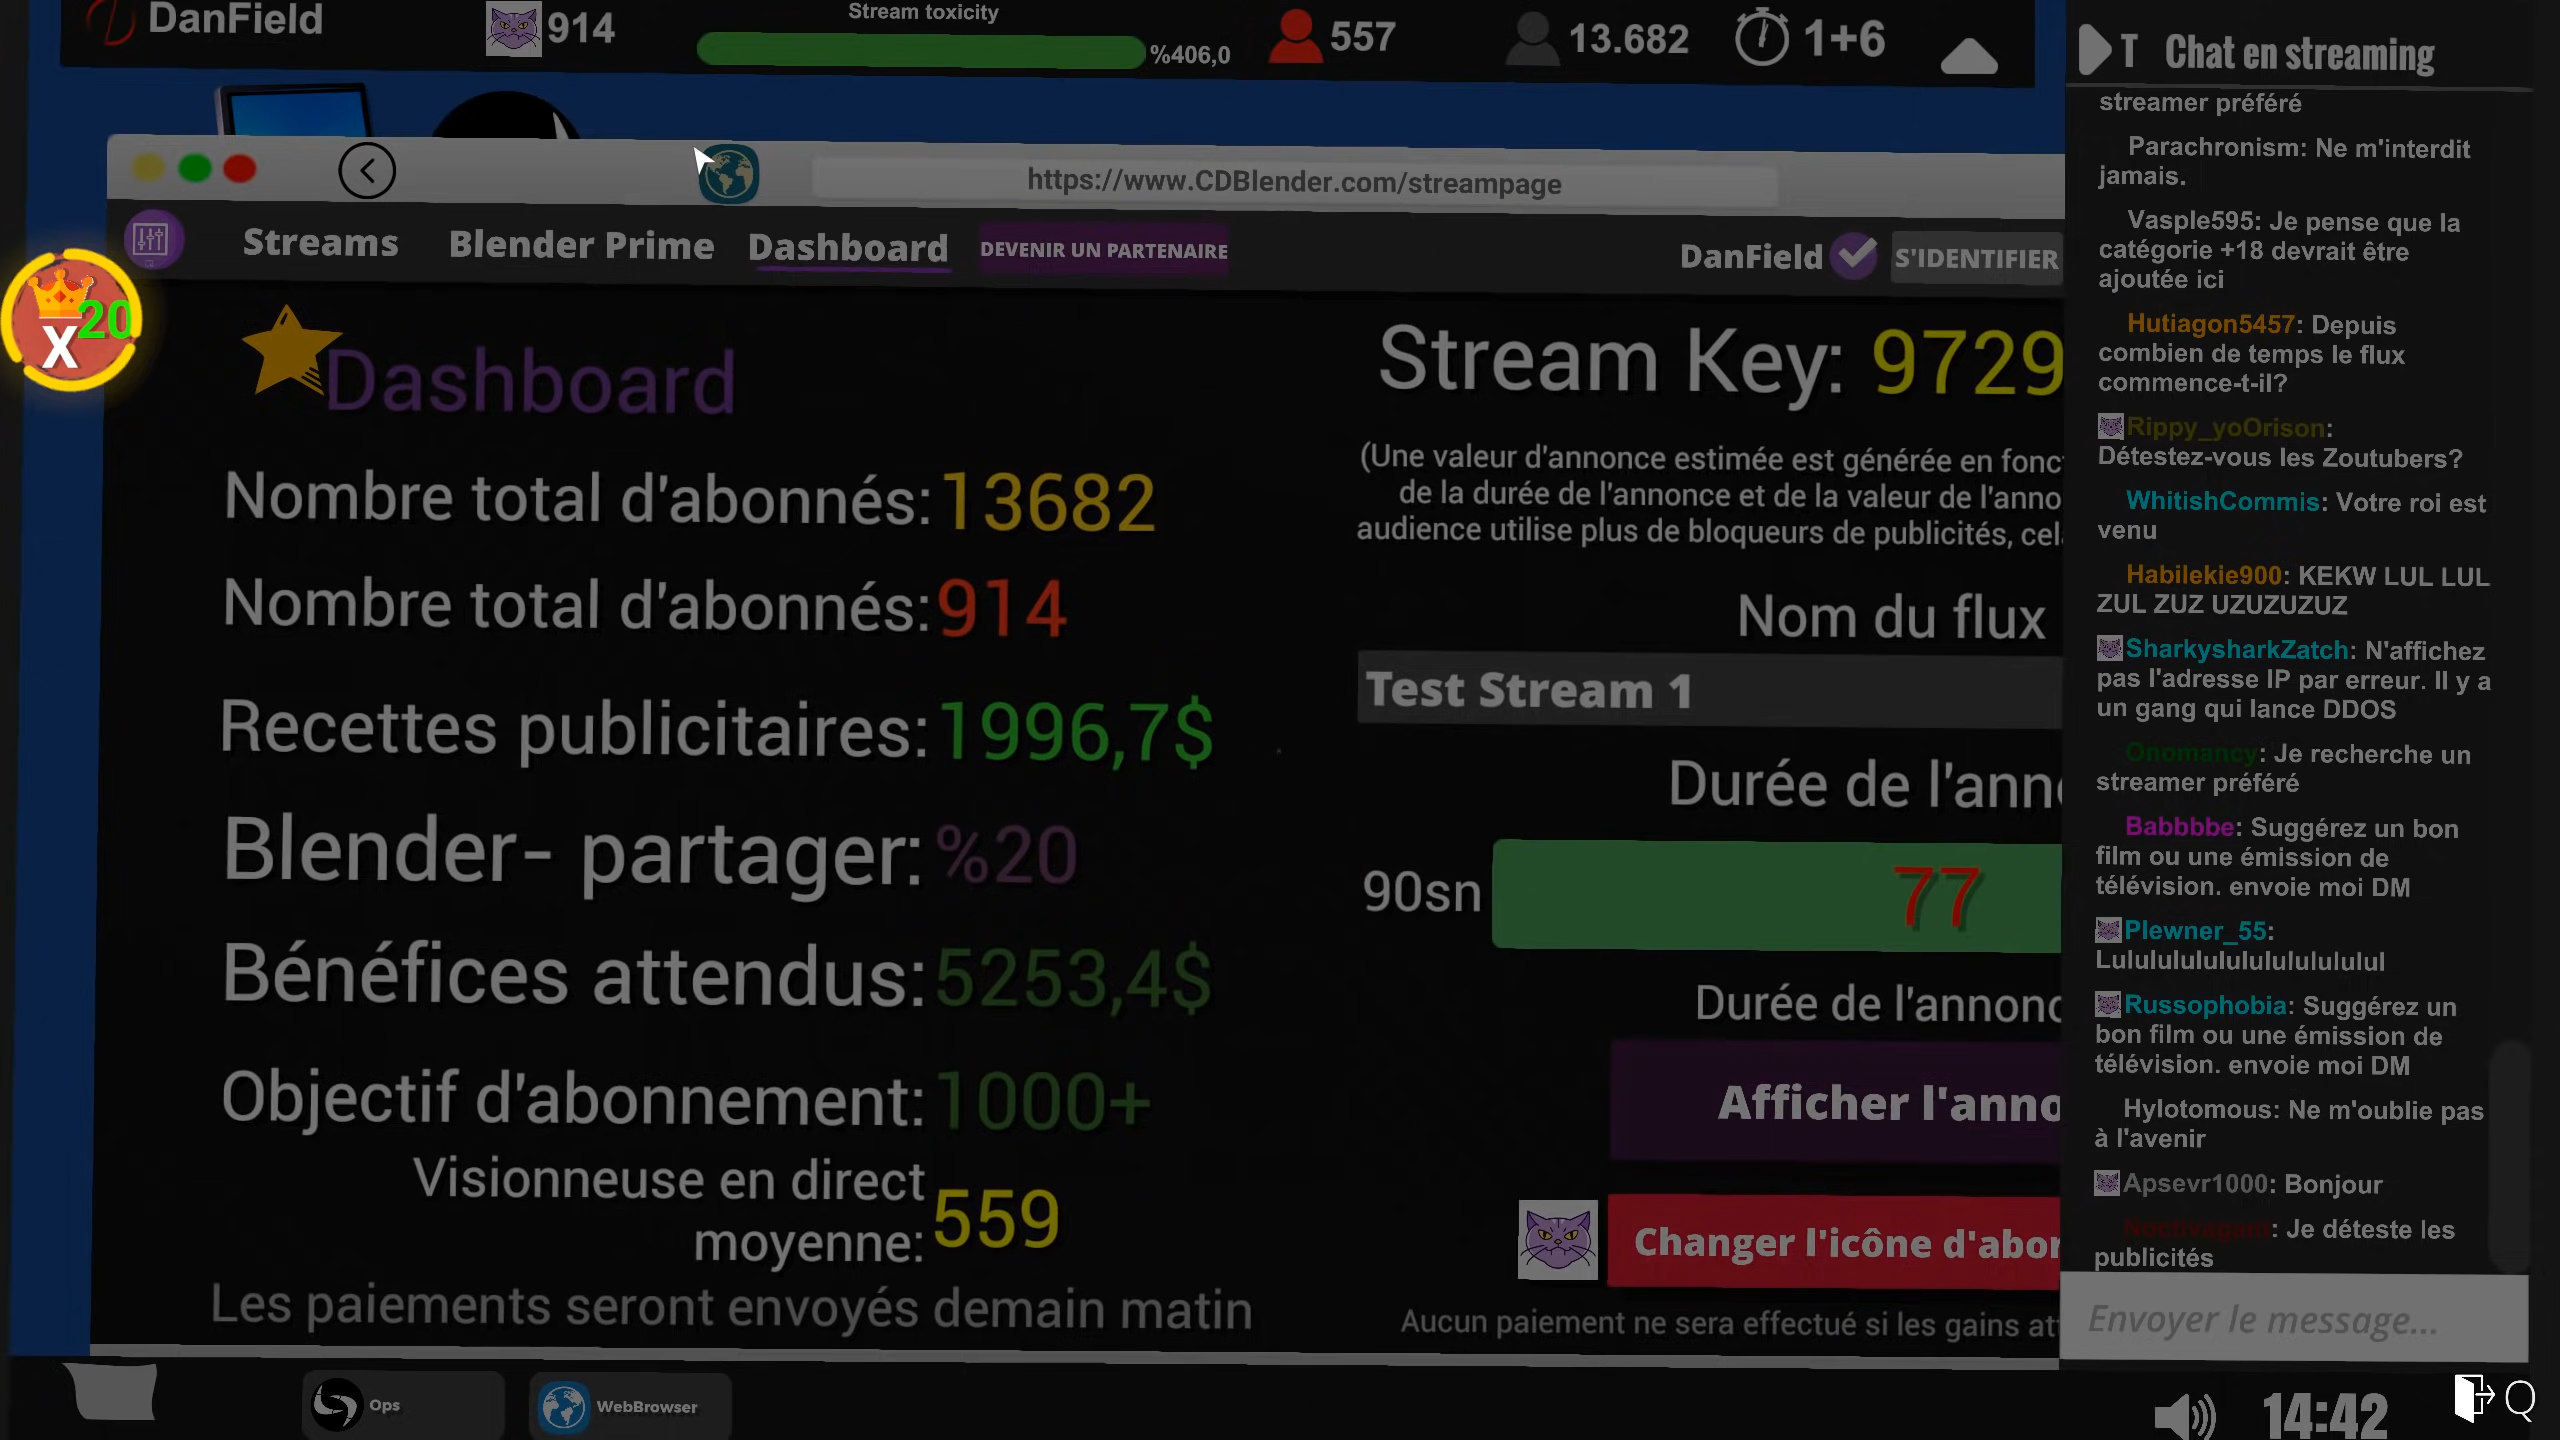 DanField
914
Stream toxicity
%406,0
557
13.682
1+6
https://www.CDBlender.com/streampage
Streams
Blender Prime
Dashboard
DEVENIR UN PARTENAIRE
DanField
S'IDENTIFIER
X20
Dashboard
Nombre total d'abonnés: 13682
Nombre total d'abonnés: 914
Recettes publicitaires: 1996,7$
Blender- partager: %20
Bénéfices attendus: 5253,4$
Objectif d'abonnement: 1000+
Visionneuse en direct
moyenne: 559
Les paiements seront envoyés demain matin
Stream Key: 9729
(Une valeur d'annonce estimée est générée en fonc
de la durée de l'annonce et de la valeur de l'anno
audience utilise plus de bloqueurs de publicités, cel
Nom du flux
Test Stream 1
Durée de l'ann
90sn
77
Durée de l'annonc
Afficher l'anno
Changer l'icône d'abor
Aucun paiement ne sera effectué si les gains at
T Chat en streaming
streamer préféré
Parachronism: Ne m'interdit
jamais.
Vasple595: Je pense que la
catégorie +18 devrait être
ajoutée ici
Hutiagon5457: Depuis
combien de temps le flux
commence-t-il?
Rippy_yoOrison:
Détestez-vous les Zoutubers?
WhitishCommis: Votre roi est
venu
Habilekie900: KEKW LUL LUL
ZUL ZUZ UZUZUZUZ
SharkysharkZatch: N'affichez
pas l'adresse IP par erreur. Il y a
un gang qui lance DDOS
Onomancy: Je recherche un
streamer préféré
Babbbbe: Suggérez un bon
film ou une émission de
télévision. envoie moi DM
Plewner_55:
Lulululululululululululul
Russophobia: Suggérez un
bon film ou une émission de
télévision. envoie moi DM
Hylotomous: Ne m'oublie pas
à l'avenir
Apsevr1000: Bonjour
Noctivagant: Je déteste les
publicités
Envoyer le message...
Ops
WebBrowser
14:42
Q